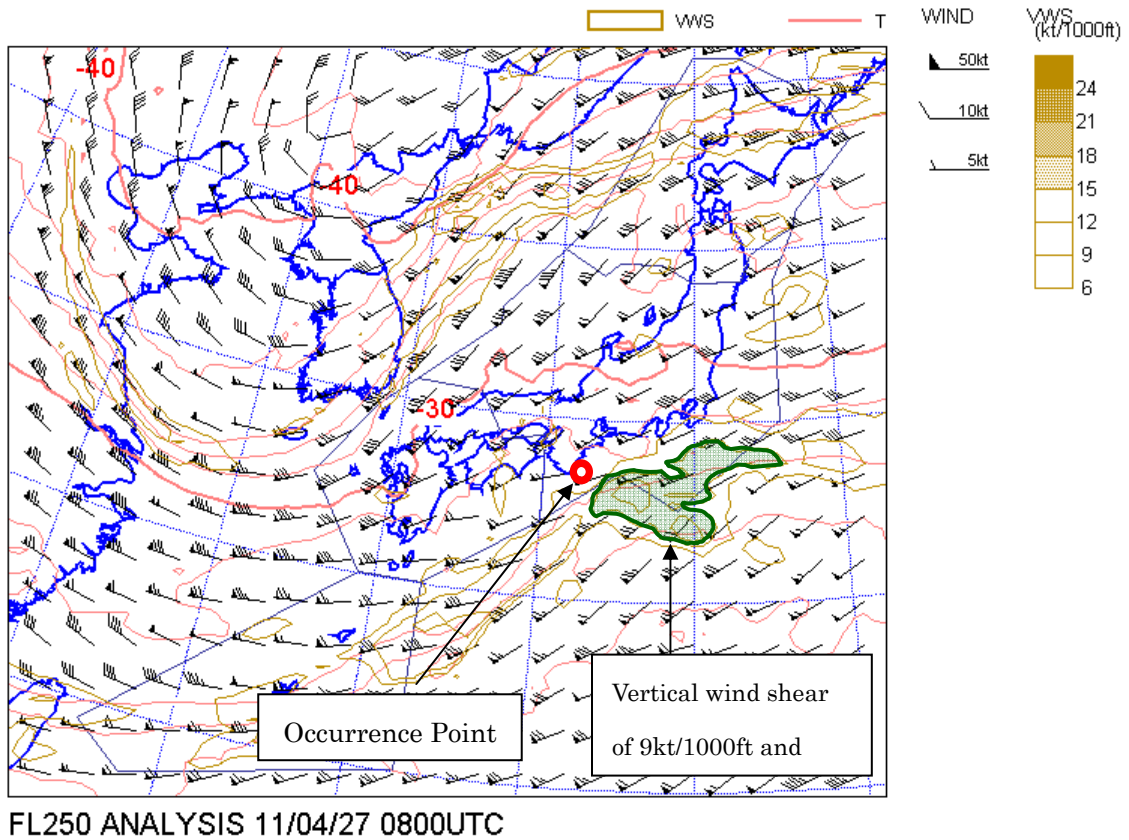 VWS
T
WIND
50kt
10kt
5kt
VWS
(kt/1000ft)
24
21
18
15
12
9
6
-40
-40
-30
Occurrence Point
Vertical wind shear
of 9kt/1000ft and
FL250 ANALYSIS 11/04/27 0800UTC